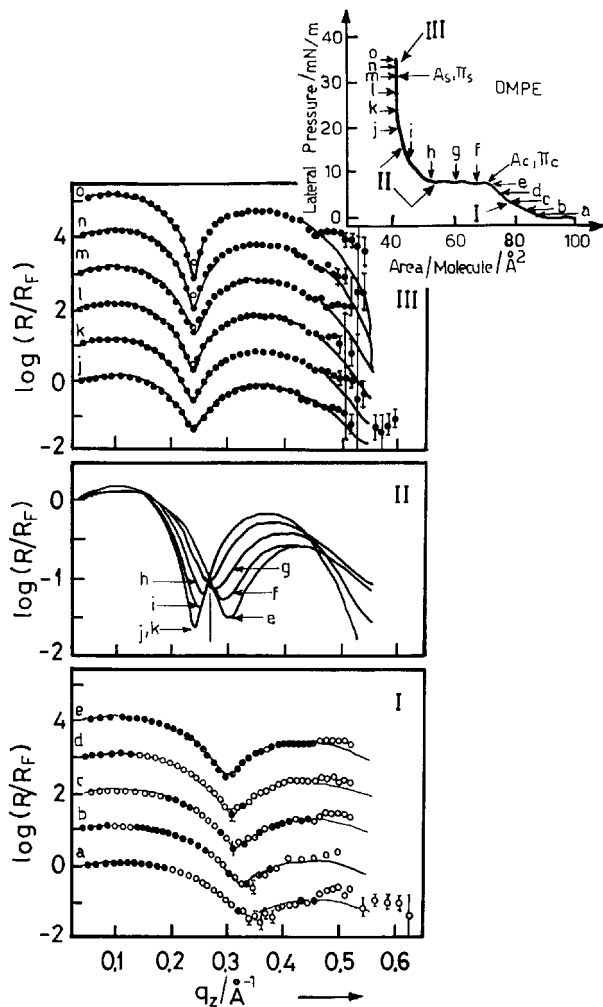 III
40
30
20
10
0
Lateral Pressure/mN/m
o
n
m
l
k
j
i
As, πs
DMPE
h
g
f
Ac, πc
e
d
c
b
a
II
I
20
40
60
80
100
Area/Molecule/Å²
o
n
m
l
k
j
4
2
0
-2
log (R/RF)
III
0
-1
-2
log (R/RF)
II
h
i
j,k
g
f
e
4
2
0
-2
log (R/RF)
I
e
d
c
b
a
0,1
0,2
0,3
0,4
0,5
0,6
qz/Å⁻¹